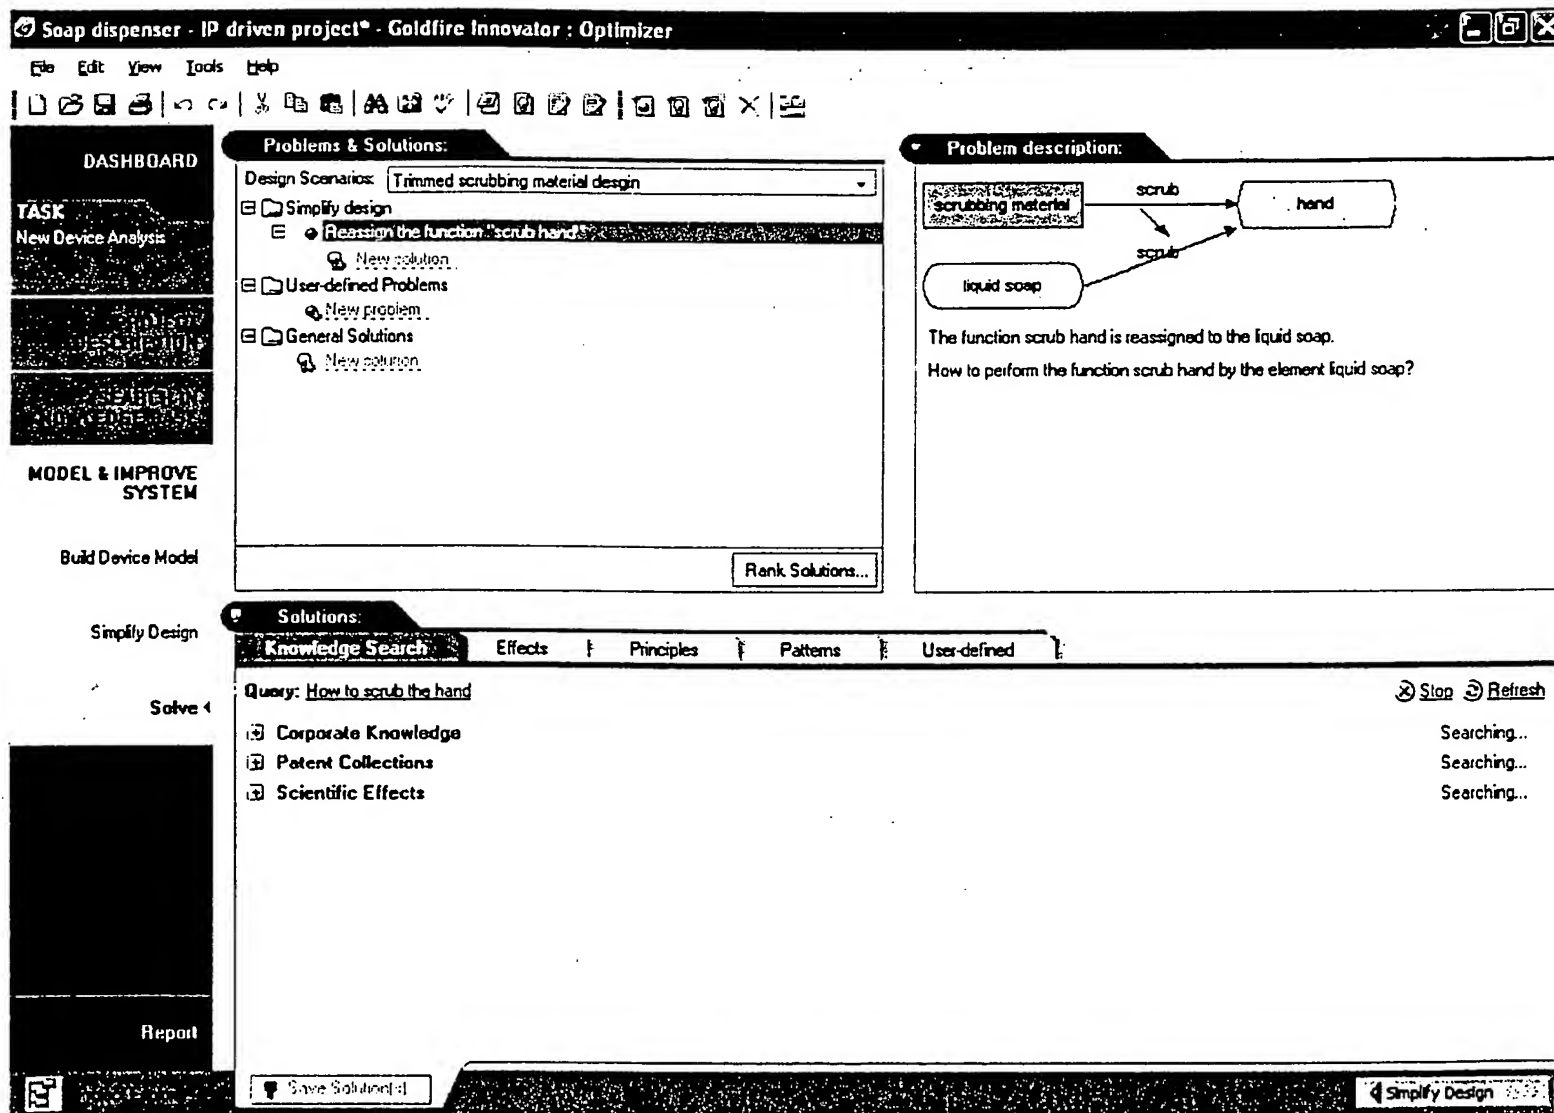 Soap dispenser - IP driven project* - Goldfire Innovator : Optimizer
File Edit View Tools Help
DASHBOARD
TASK
New Device Analysis
MODEL & IMPROVE
SYSTEM
Build Device Model
Simplify Design
Solve
Report
Problems & Solutions:
Design Scenarios: Trimmed scrubbing material desgin
Simplify design
Reassign the function "scrub hand"
New solution
User-defined Problems
New problem
General Solutions
New solution
Rank Solutions...
Problem description:
scrubbing material
scrub
hand
scrub
liquid soap
The function scrub hand is reassigned to the liquid soap.
How to perform the function scrub hand by the element liquid soap?
Solutions:
Knowledge Search Effects Principles Patterns User-defined
Query: How to scrub the hand Stop Refresh
Corporate Knowledge Searching...
Patent Collections Searching...
Scientific Effects Searching...
Save Solution(s) Simplify Design